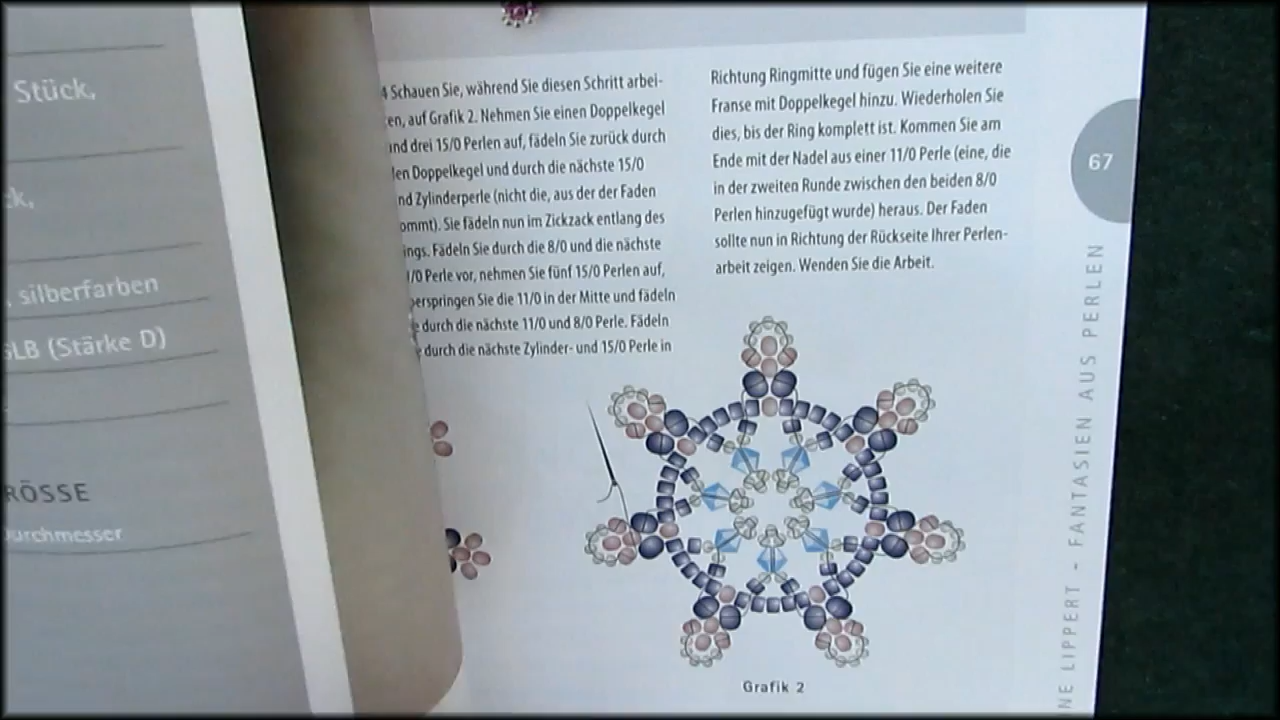 Stück,
silberfarben
(Stärke D)
Durchmesser
4 Schauen Sie, während Sie diesen Schritt arbei-
en, auf Grafik 2. Nehmen Sie einen Doppelkegel
nd drei 15/0 Perlen auf, fädeln Sie zurück durch
en Doppelkegel und durch die nächste 15/0
nd Zylinderperle (nicht die, aus der der Faden
ommt). Sie fädeln nun im Zickzack entlang des
ings. Fädeln Sie durch die 8/0 und die nächste
1/0 Perle vor, nehmen Sie fünf 15/0 Perlen auf,
berspringen Sie die 11/0 in der Mitte und fädeln
e durch die nächste 11/0 und 8/0 Perle. Fädeln
e durch die nächste Zylinder- und 15/0 Perle in
Richtung Ringmitte und fügen Sie eine weitere
Franse mit Doppelkegel hinzu. Wiederholen Sie
dies, bis der Ring komplett ist. Kommen Sie am
Ende mit der Nadel aus einer 11/0 Perle (eine, die
in der zweiten Runde zwischen den beiden 8/0
Perlen hinzugefügt wurde) heraus. Der Faden
sollte nun in Richtung der Rückseite Ihrer Perlen-
arbeit zeigen. Wenden Sie die Arbeit.
Grafik 2
67
NE LIPPERT - FANTASIEN AUS PERLEN